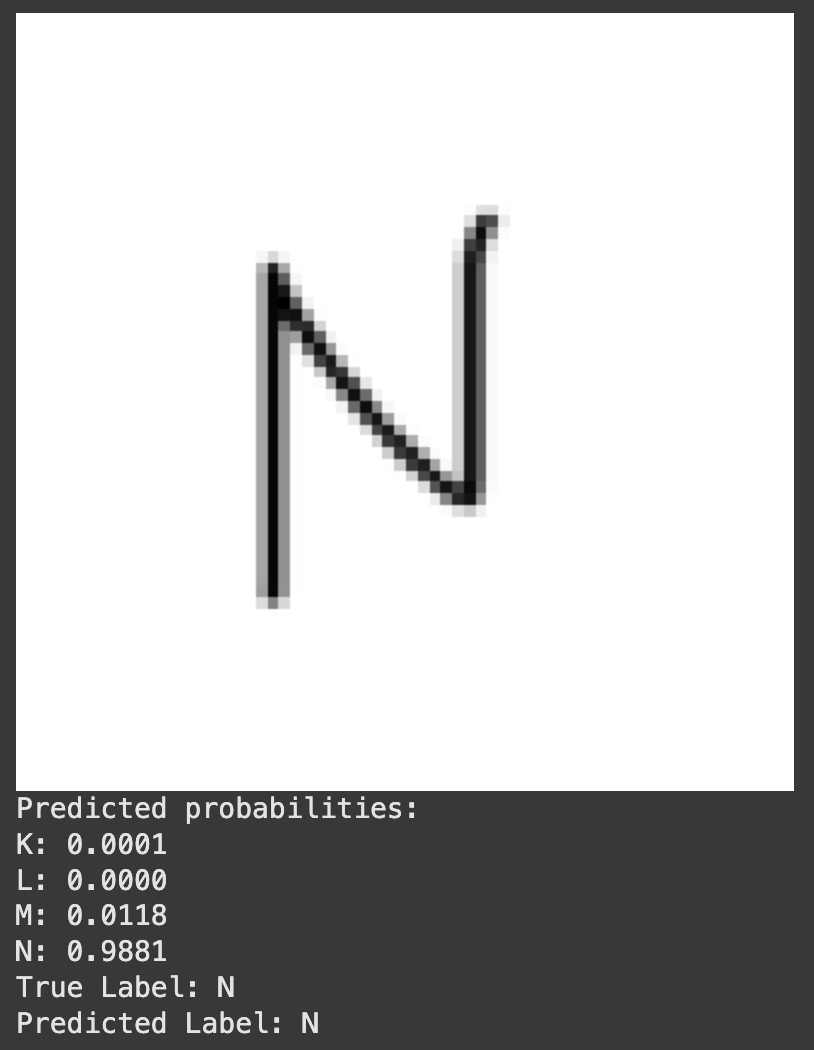 N
Predicted probabilities:
K: 0.0001
L: 0.0000
M: 0.0118
N: 0.9881
True Label: N
Predicted Label: N